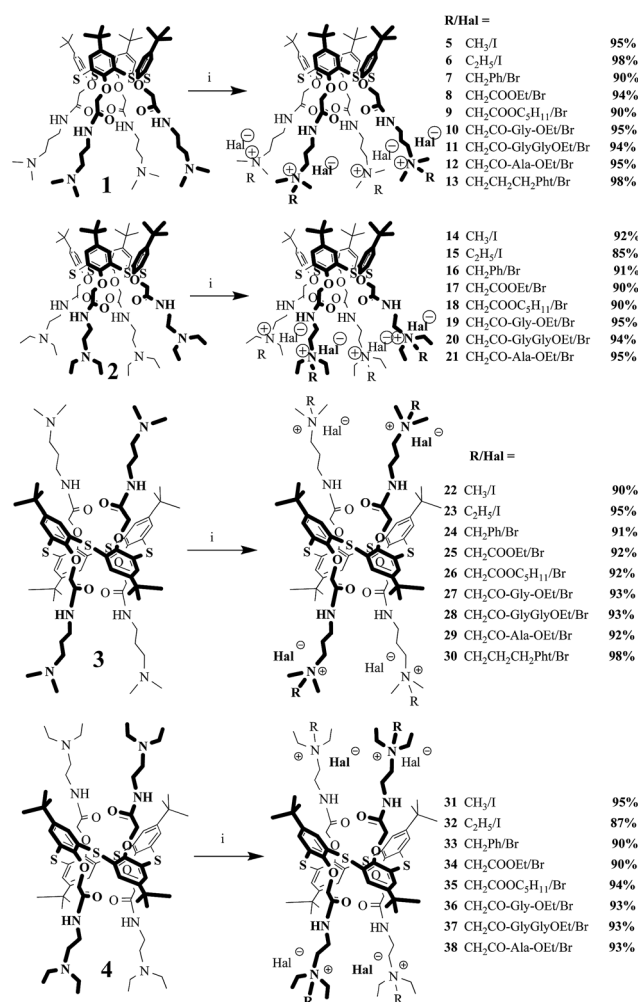 R/Hal =
5 CH3/I 95%
6 C2H5/I 98%
7 CH2Ph/Br 90%
8 CH2COOEt/Br 94%
9 CH2COOC5H11/Br 90%
10 CH2CO-Gly-OEt/Br 95%
11 CH2CO-GlyGlyOEt/Br 94%
12 CH2CO-Ala-OEt/Br 95%
13 CH2CH2CH2Pht/Br 98%
i
1
14 CH3/I 92%
15 C2H5/I 85%
16 CH2Ph/Br 91%
17 CH2COOEt/Br 90%
18 CH2COOC5H11/Br 90%
19 CH2CO-Gly-OEt/Br 95%
20 CH2CO-GlyGlyOEt/Br 94%
21 CH2CO-Ala-OEt/Br 95%
i
2
R/Hal =
22 CH3/I 90%
23 C2H5/I 95%
24 CH2Ph/Br 91%
25 CH2COOEt/Br 92%
26 CH2COOC5H11/Br 92%
27 CH2CO-Gly-OEt/Br 93%
28 CH2CO-GlyGlyOEt/Br 93%
29 CH2CO-Ala-OEt/Br 92%
30 CH2CH2CH2Pht/Br 98%
i
3
31 CH3/I 95%
32 C2H5/I 87%
33 CH2Ph/Br 90%
34 CH2COOEt/Br 90%
35 CH2COOC5H11/Br 94%
36 CH2CO-Gly-OEt/Br 93%
37 CH2CO-GlyGlyOEt/Br 93%
38 CH2CO-Ala-OEt/Br 93%
i
4